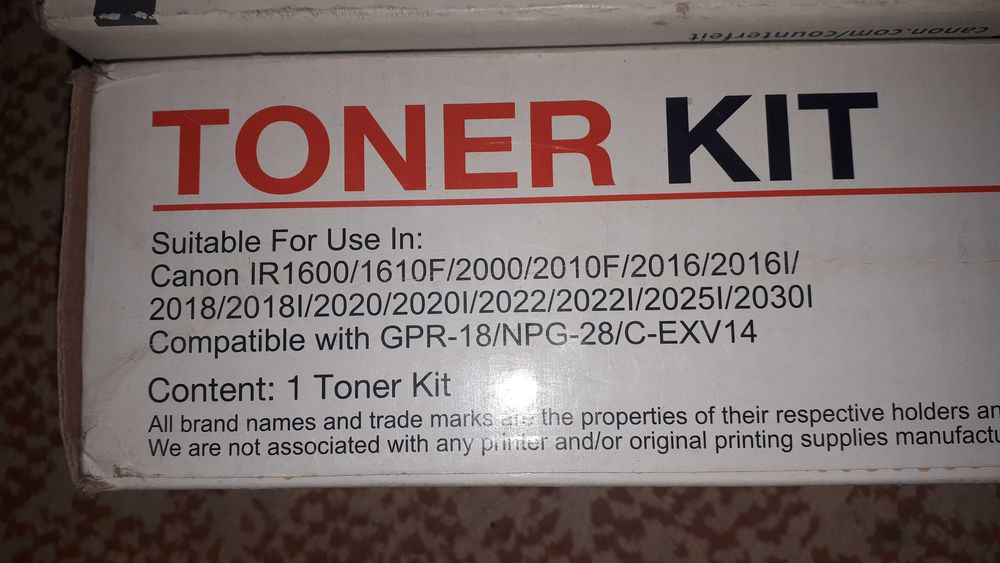 canon.com/counterfeit
TONER KIT
Suitable For Use In:
Canon IR1600/1610F/2000/2010F/2016/2016I/
2018/2018I/2020/2020I/2022/2022I/2025I/2030I
Compatible with GPR-18/NPG-28/C-EXV14
Content: 1 Toner Kit
All brand names and trade marks are the properties of their respective holders
We are not associated with any printer and/or original printing supplies